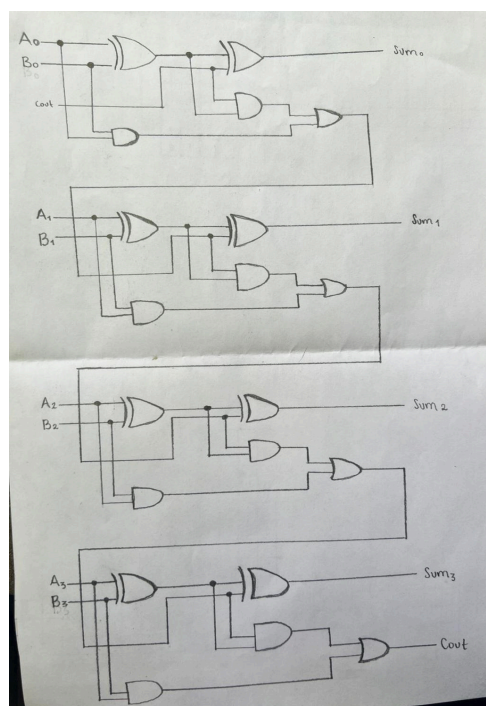 A₀ Sum₀
B₀
Cout
A₁ Sum₁
B₁
A₂ Sum₂
B₂
A₃ Sum₃
B₃
Cout